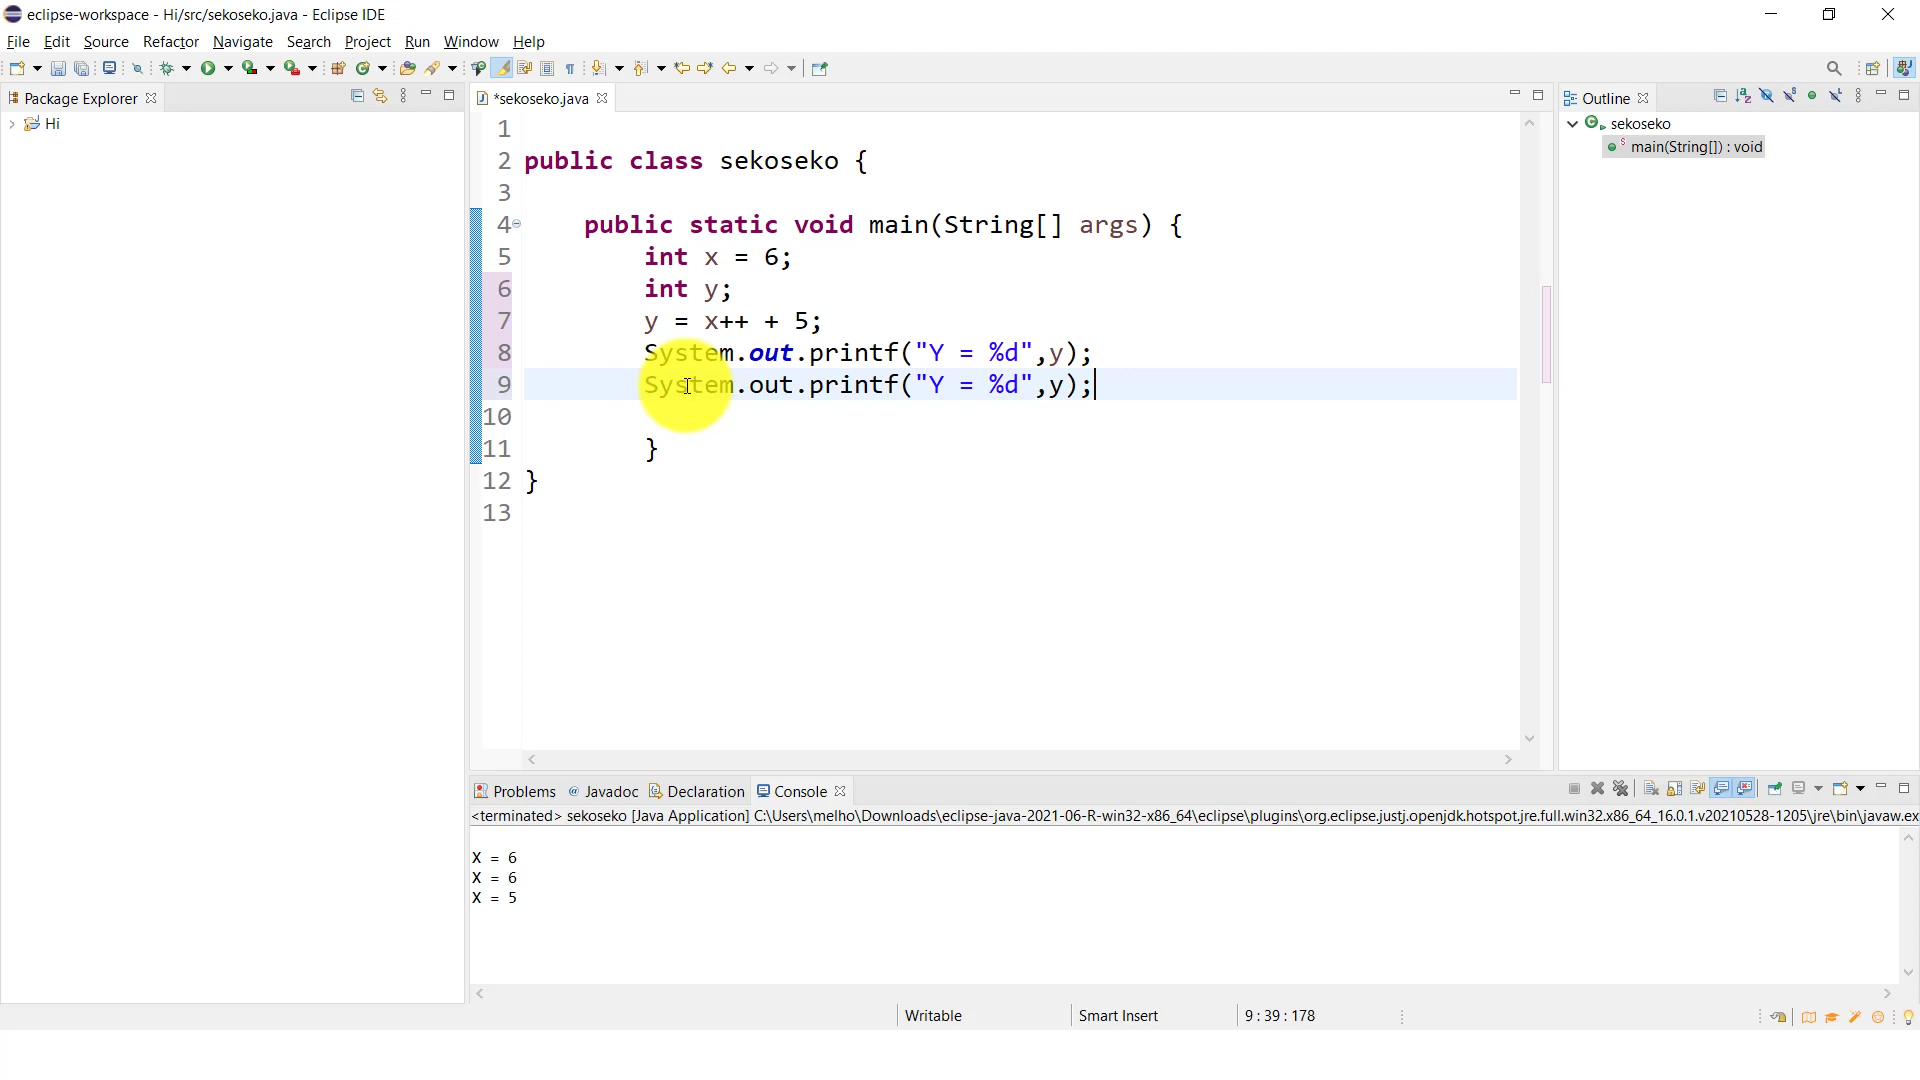 eclipse-workspace - Hi/src/sekoseko.java - Eclipse IDE
File Edit Source Refactor Navigate Search Project Run Window Help
Package Explorer
*sekoseko.java
Outline
Hi
sekoseko
main(String[]) : void
1
2 public class sekoseko {
3
4 public static void main(String[] args) {
5 int x = 6;
6 int y;
7 y = x++ + 5;
8 System.out.printf("Y = %d",y);
9 System.out.printf("Y = %d",y);
10
11 }
12 }
13
Problems @ Javadoc Declaration Console
<terminated> sekoseko [Java Application] C:\Users\melho\Downloads\eclipse-java-2021-06-R-win32-x86_64\eclipse\plugins\org.eclipse.justj.openjdk.hotspot.jre.full.win32.x86_64_16.0.1.v20210528-1205\jre\bin\javaw.ex
X = 6
X = 6
X = 5
Writable Smart Insert 9 : 39 : 178